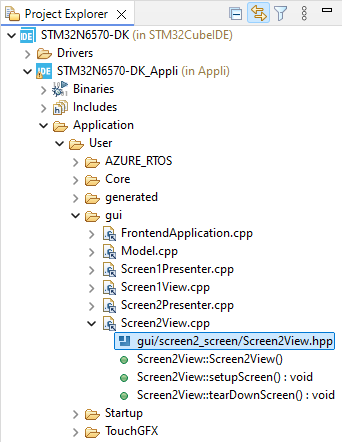 Project Explorer
STM32N6570-DK (in STM32CubeIDE)
Drivers
STM32N6570-DK_Appli (in Appli)
Binaries
Includes
Application
User
AZURE_RTOS
Core
generated
gui
FrontendApplication.cpp
Model.cpp
Screen1Presenter.cpp
Screen1View.cpp
Screen2Presenter.cpp
Screen2View.cpp
gui/screen2_screen/Screen2View.hpp
Screen2View::Screen2View()
Screen2View::setupScreen() : void
Screen2View::tearDownScreen() : void
Startup
TouchGFX